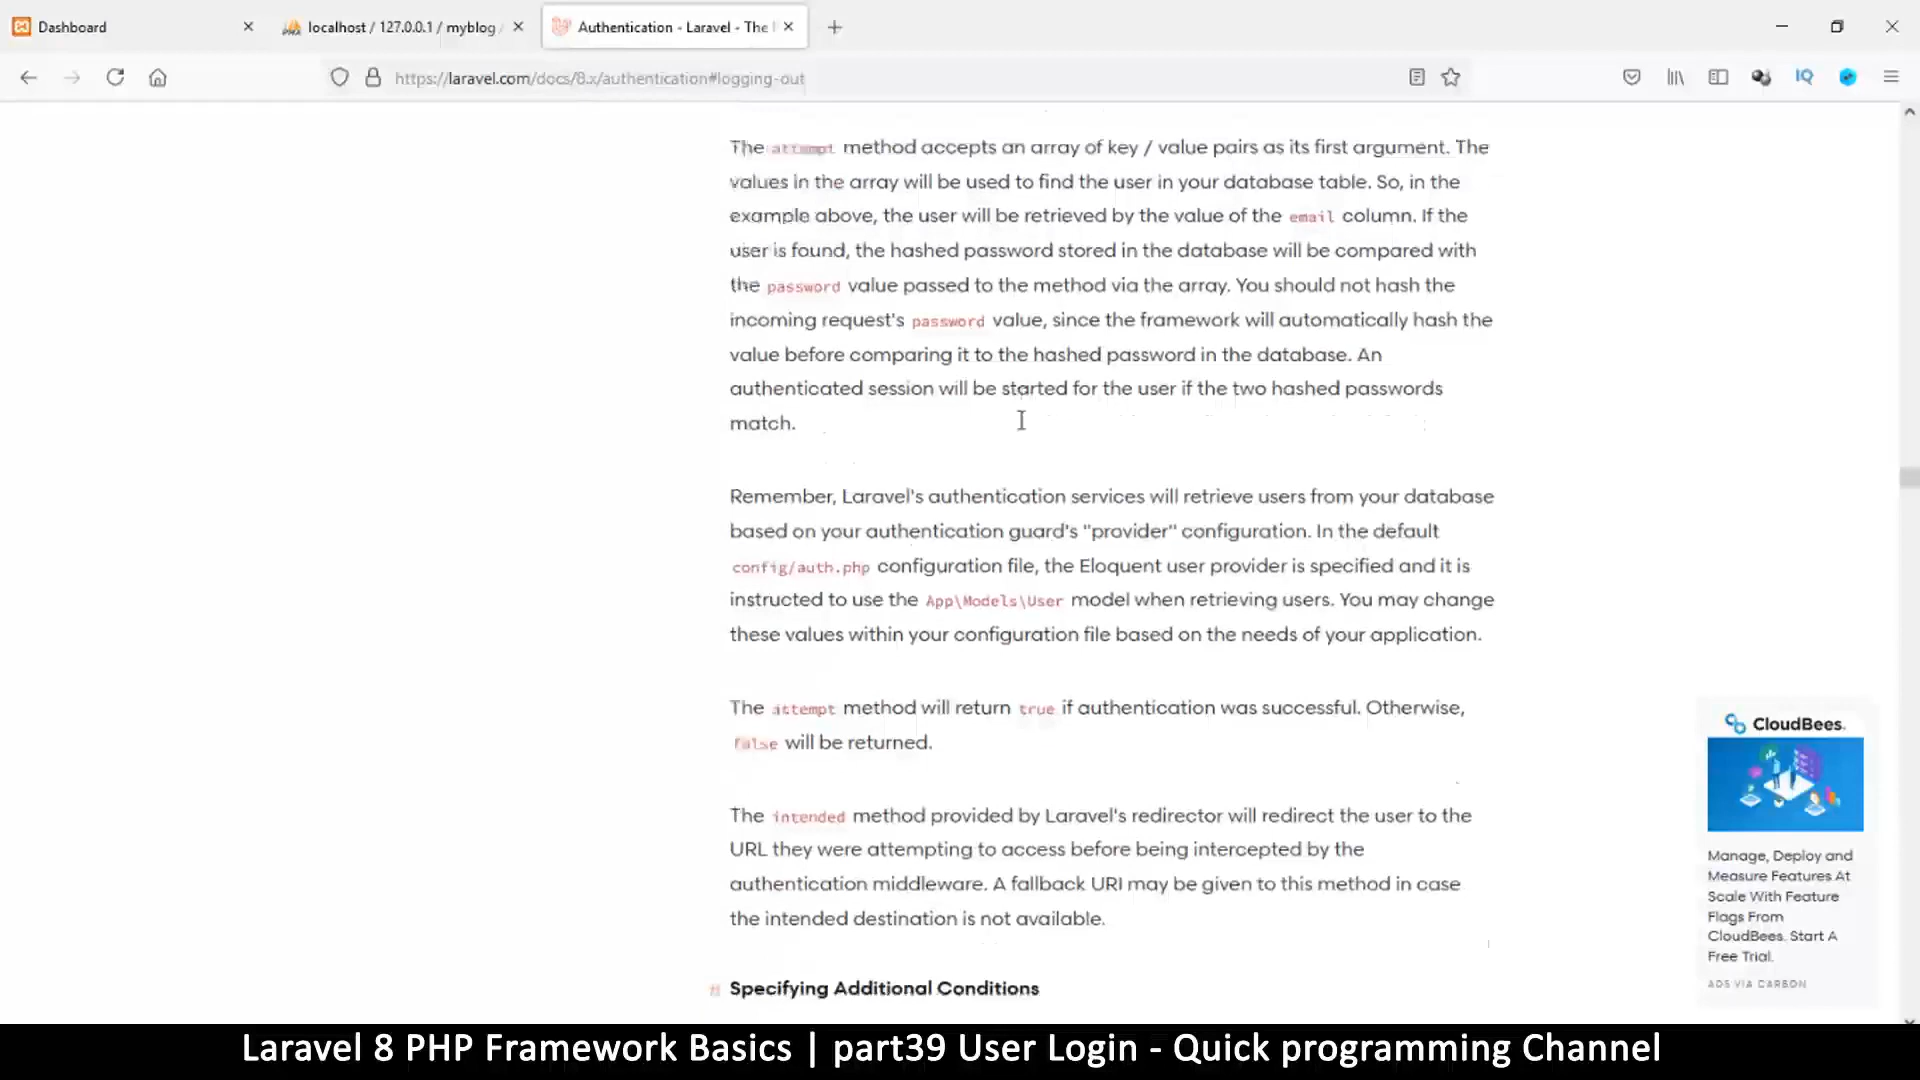 Dashboard
localhost / 127.0.0.1 / myblog
Authentication - Laravel - The
https://laravel.com/docs/8.x/authentication#logging-out
IQ
The attempt method accepts an array of key / value pairs as its first argument. The
values in the array will be used to find the user in your database table. So, in the
example above, the user will be retrieved by the value of the email column. If the
user is found, the hashed password stored in the database will be compared with
the password value passed to the method via the array. You should not hash the
incoming request's password value, since the framework will automatically hash the
value before comparing it to the hashed password in the database. An
authenticated session will be started for the user if the two hashed passwords
match.
Remember, Laravel's authentication services will retrieve users from your database
based on your authentication guard's "provider" configuration. In the default
config/auth.php configuration file, the Eloquent user provider is specified and it is
instructed to use the App\Models\User model when retrieving users. You may change
these values within your configuration file based on the needs of your application.
The attempt method will return true if authentication was successful. Otherwise,
false will be returned.
The intended method provided by Laravel's redirector will redirect the user to the
URL they were attempting to access before being intercepted by the
authentication middleware. A fallback URI may be given to this method in case
the intended destination is not available.
# Specifying Additional Conditions
CloudBees.
Manage, Deploy and
Measure Features At
Scale With Feature
Flags From
CloudBees. Start A
Free Trial.
ADS VIA CARBON
Laravel 8 PHP Framework Basics | part39 User Login - Quick programming Channel